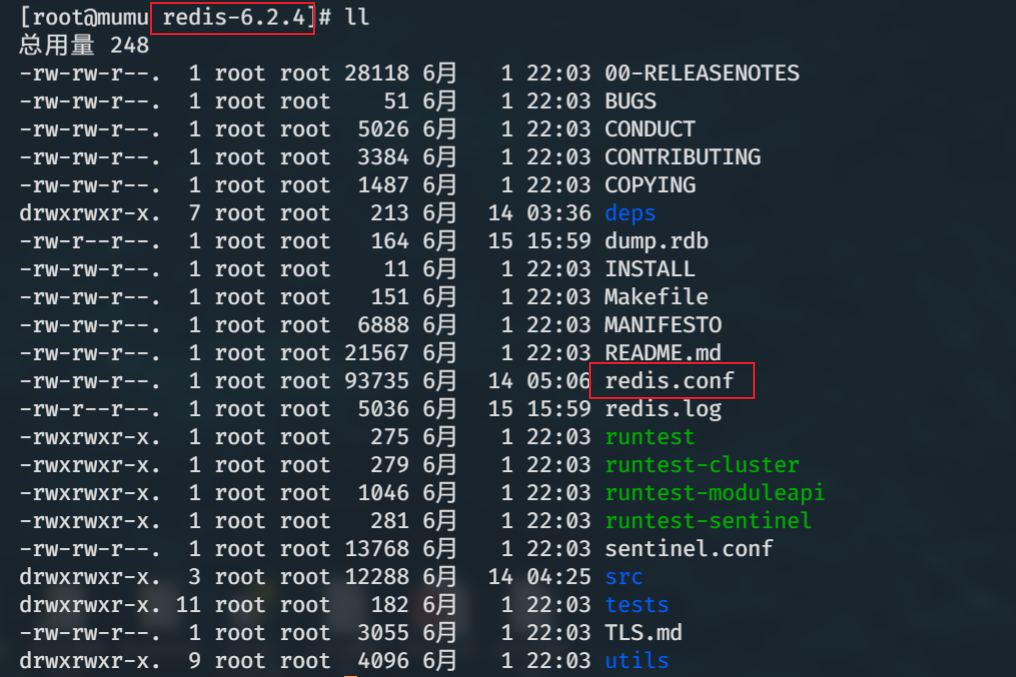 [root@mumu redis-6.2.4]# ll
总用量 248
-rw-rw-r--.  1 root root 28118 6月   1 22:03 00-RELEASENOTES
-rw-rw-r--.  1 root root    51 6月   1 22:03 BUGS
-rw-rw-r--.  1 root root  5026 6月   1 22:03 CONDUCT
-rw-rw-r--.  1 root root  3384 6月   1 22:03 CONTRIBUTING
-rw-rw-r--.  1 root root  1487 6月   1 22:03 COPYING
drwxrwxr-x.  7 root root   213 6月  14 03:36 deps
-rw-r--r--.  1 root root   164 6月  15 15:59 dump.rdb
-rw-rw-r--.  1 root root    11 6月   1 22:03 INSTALL
-rw-rw-r--.  1 root root   151 6月   1 22:03 Makefile
-rw-rw-r--.  1 root root  6888 6月   1 22:03 MANIFESTO
-rw-rw-r--.  1 root root 21567 6月   1 22:03 README.md
-rw-rw-r--.  1 root root 93735 6月  14 05:06 redis.conf
-rw-r--r--.  1 root root  5036 6月  15 15:59 redis.log
-rwxrwxr-x.  1 root root   275 6月   1 22:03 runtest
-rwxrwxr-x.  1 root root   279 6月   1 22:03 runtest-cluster
-rwxrwxr-x.  1 root root  1046 6月   1 22:03 runtest-moduleapi
-rwxrwxr-x.  1 root root   281 6月   1 22:03 runtest-sentinel
-rw-rw-r--.  1 root root 13768 6月   1 22:03 sentinel.conf
drwxrwxr-x.  3 root root 12288 6月  14 04:25 src
drwxrwxr-x. 11 root root   182 6月   1 22:03 tests
-rw-rw-r--.  1 root root  3055 6月   1 22:03 TLS.md
drwxrwxr-x.  9 root root  4096 6月   1 22:03 utils